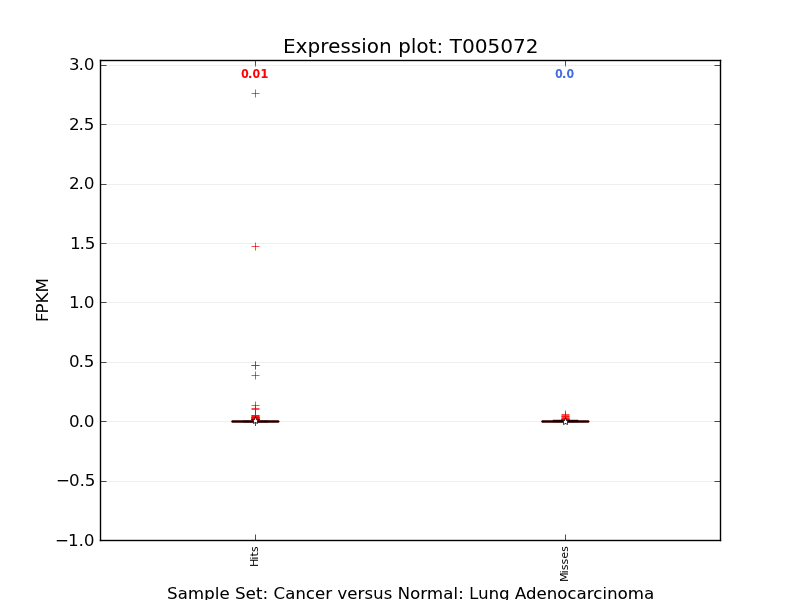 Expression plot: T005072
3.0
2.5
2.0
1.5
1.0
0.5
0.0
−0.5
−1.0
FPKM
0.01
0.0
Hits
Misses
Sample Set: Cancer versus Normal: Lung Adenocarcinoma